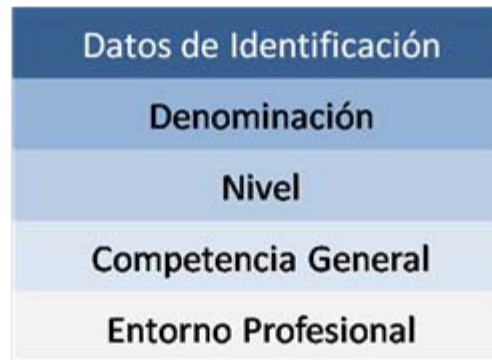 Datos de Identificación
Denominación
Nivel
Competencia General
Entorno Profesional